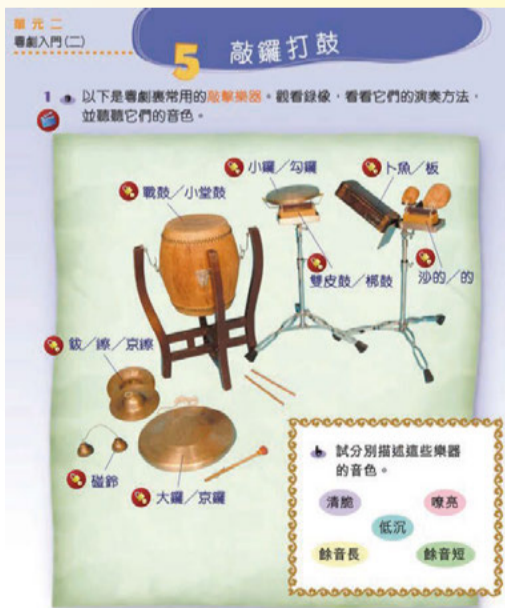 單元二
粵劇入門(二)
5 敲鑼打鼓
1 a 以下是粵劇裏常用的敲擊樂器。觀看錄像，看看它們的演奏方法，
並聽聽它們的音色。
小鑼／勾鑼
卜魚／板
戰鼓／小堂鼓
雙皮鼓／梆鼓
沙的／的
鈸／鑔／京鑔
碰鈴
大鑼／京鑼
b 試分別描述這些樂器
的音色。
清脆
嘹亮
低沉
餘音長
餘音短